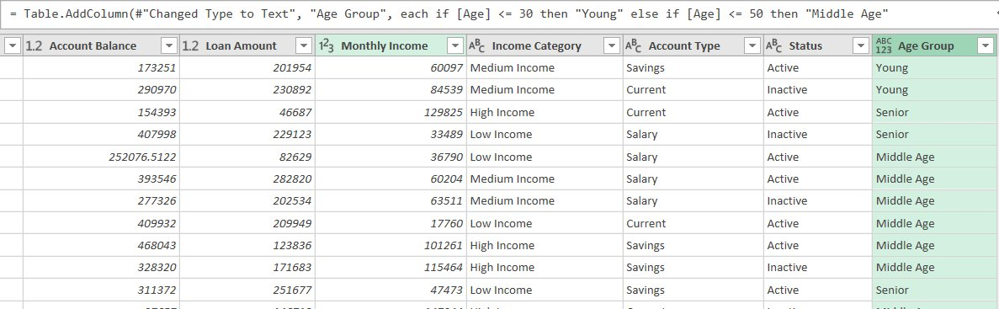 = Table.AddColumn(#"Changed Type to Text", "Age Group", each if [Age] <= 30 then "Young" else if [Age] <= 50 then "Middle Age"
1.2 Account Balance 1.2 Loan Amount 123 Monthly Income ABC Income Category ABC Account Type ABC Status ABC 123 Age Group
173251 201954 60097 Medium Income Savings Active Young
290970 230892 84539 Medium Income Current Inactive Young
154393 46687 129825 High Income Current Active Senior
407998 229123 33489 Low Income Salary Inactive Senior
252076.5122 82629 36790 Low Income Salary Active Middle Age
393546 282820 60204 Medium Income Salary Active Middle Age
277326 202534 63511 Medium Income Salary Inactive Middle Age
409932 209949 17760 Low Income Current Active Middle Age
468043 123836 101261 High Income Savings Active Middle Age
328320 171683 115464 High Income Savings Inactive Middle Age
311372 251677 47473 Low Income Savings Active Senior